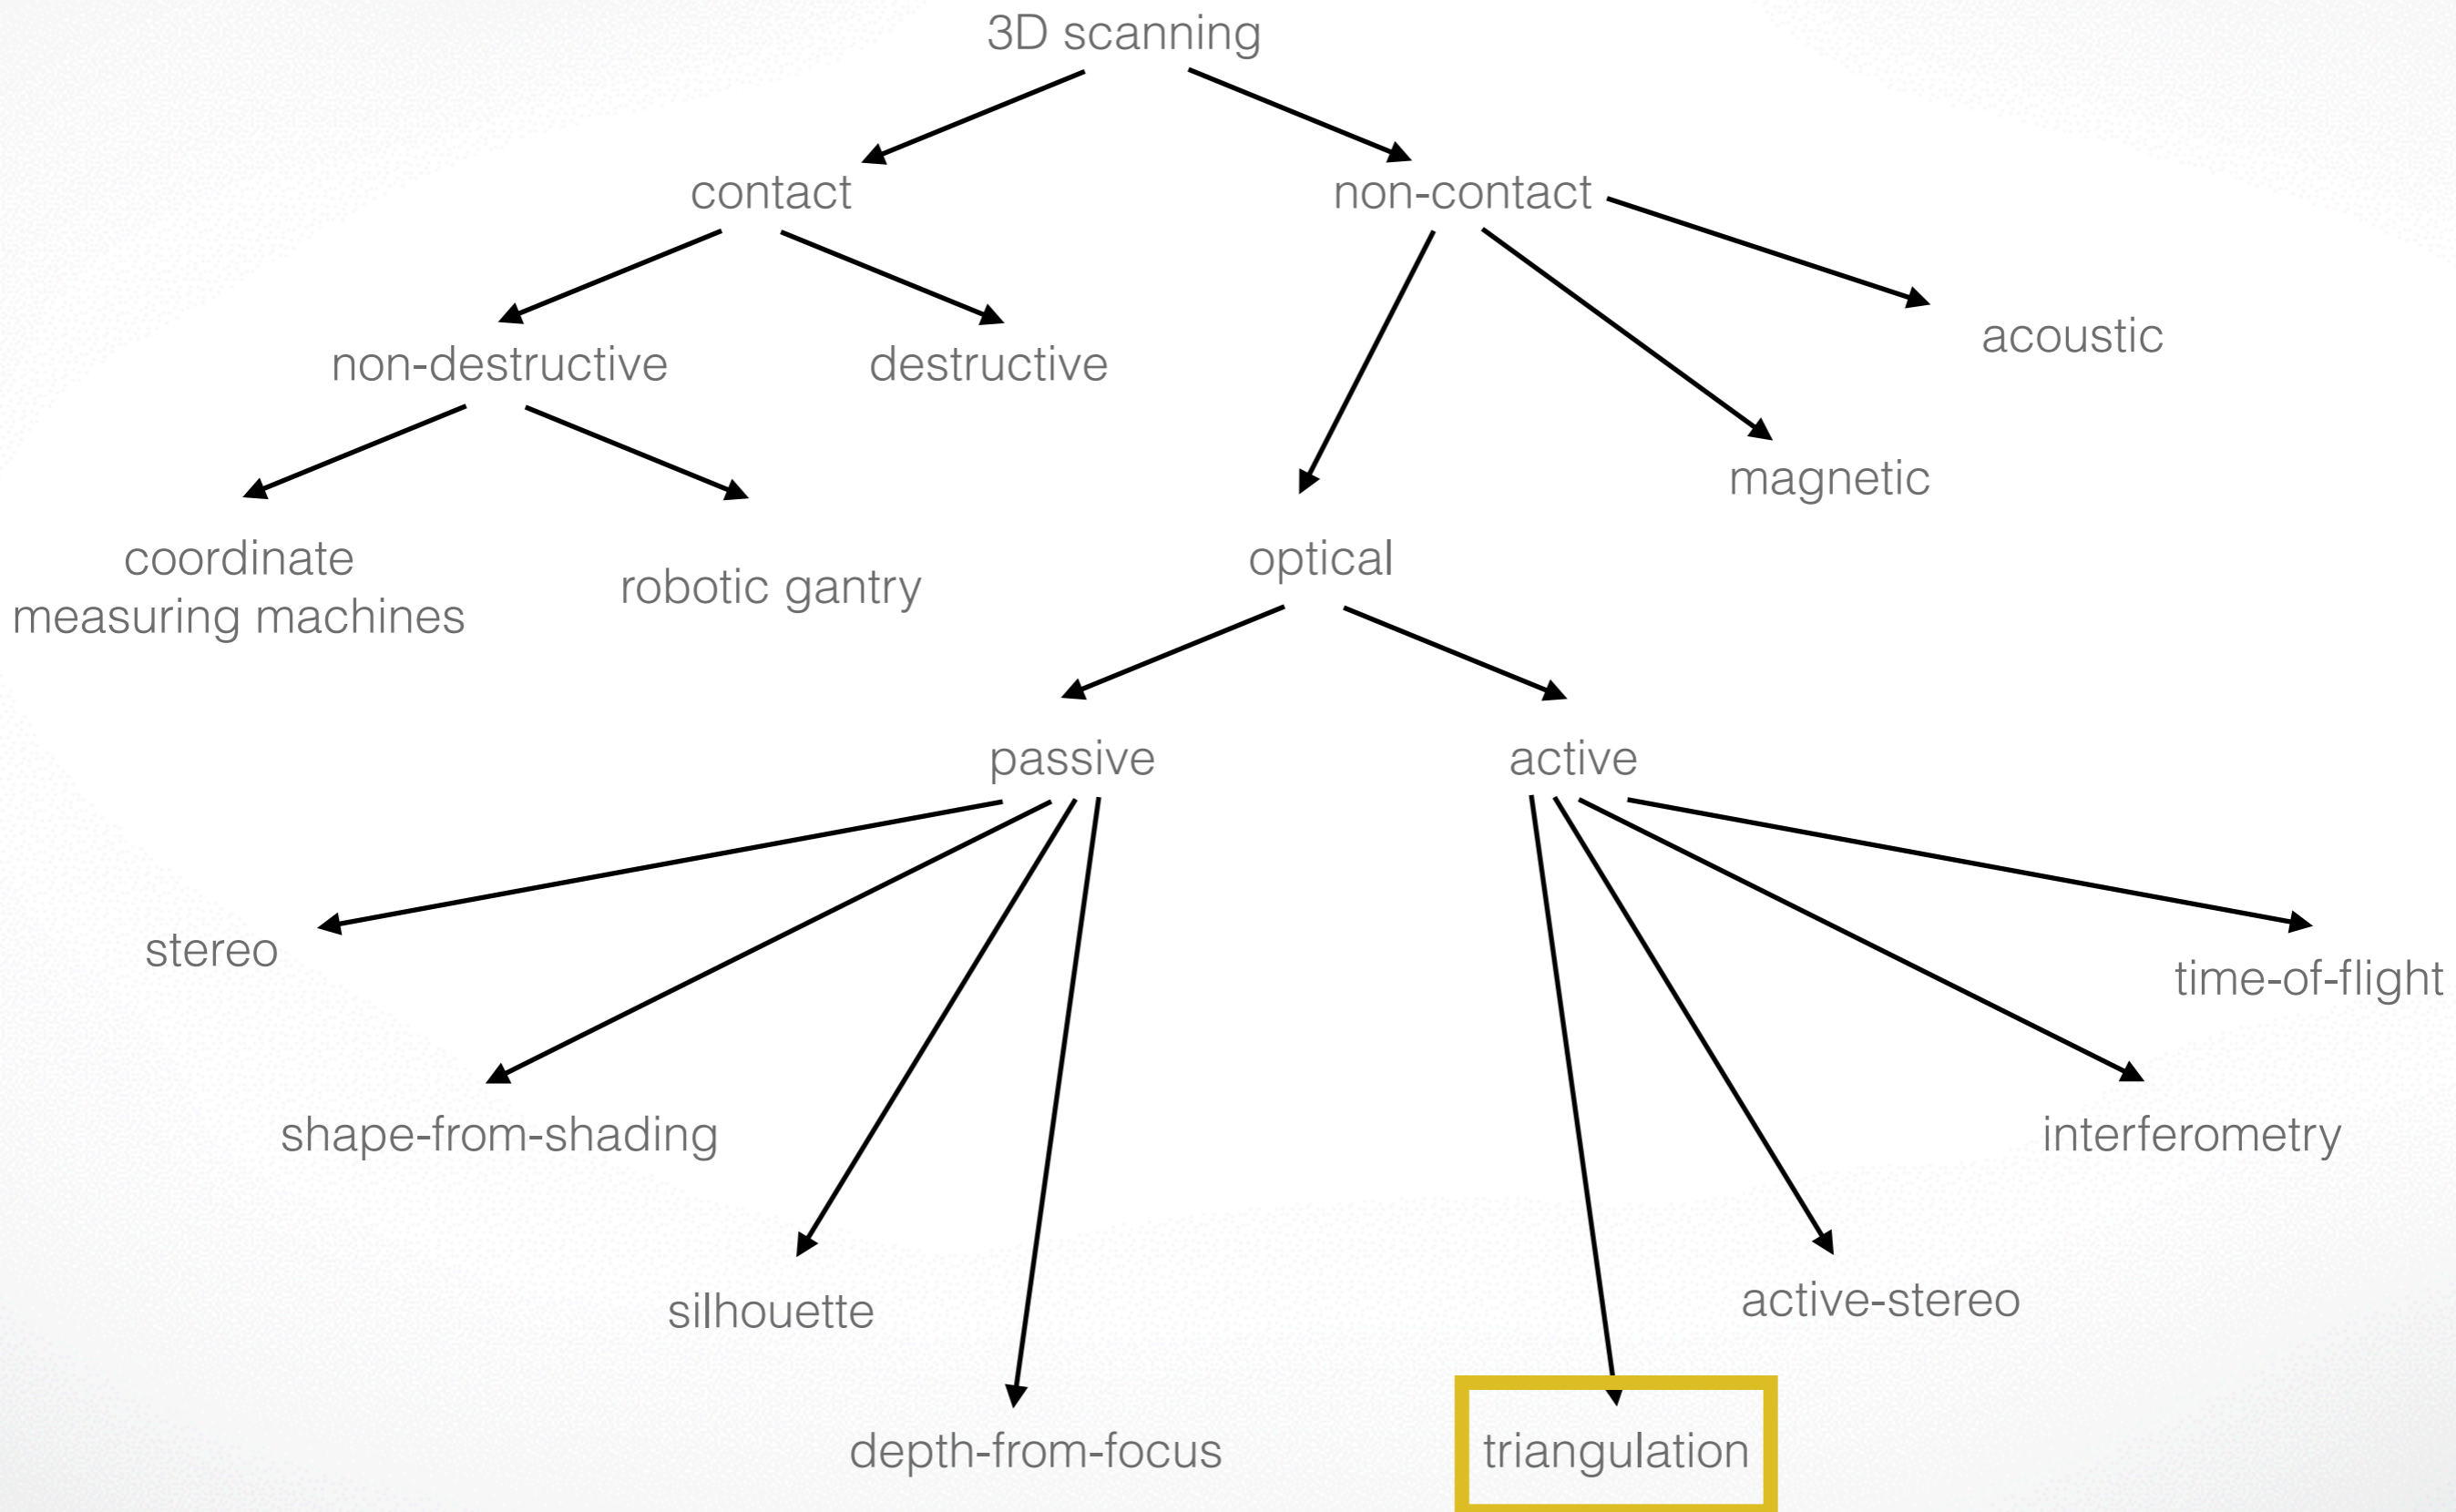 3D scanning
contact
non-contact
acoustic
non-destructive
destructive
magnetic
coordinate
measuring machines
robotic gantry
optical
passive
active
stereo
time-of-flight
shape-from-shading
interferometry
silhouette
active-stereo
depth-from-focus
triangulation